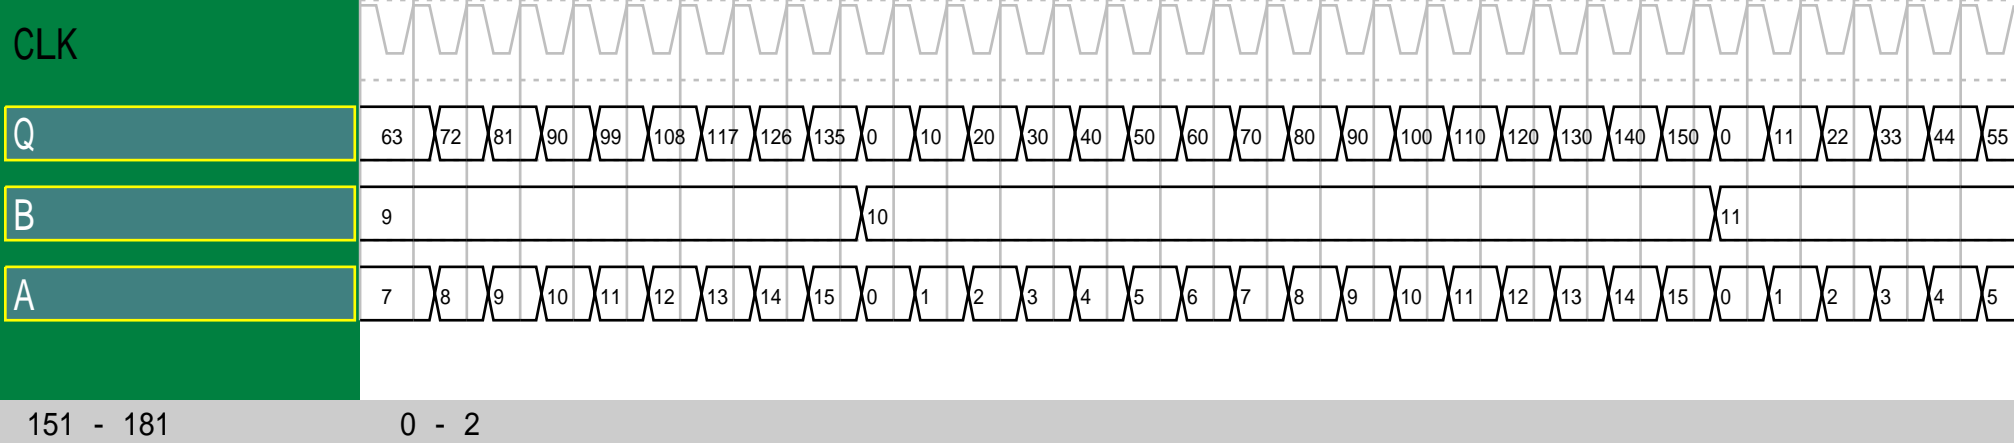 CLK
Q 63 72 81 90 99 108 117 126 135 0 10 20 30 40 50 60 70 80 90 100 110 120 130 140 150 0 11 22 33 44 55
B 9 10 11
A 7 8 9 10 11 12 13 14 15 0 1 2 3 4 5 6 7 8 9 10 11 12 13 14 15 0 1 2 3 4 5
151 - 181 0 - 2